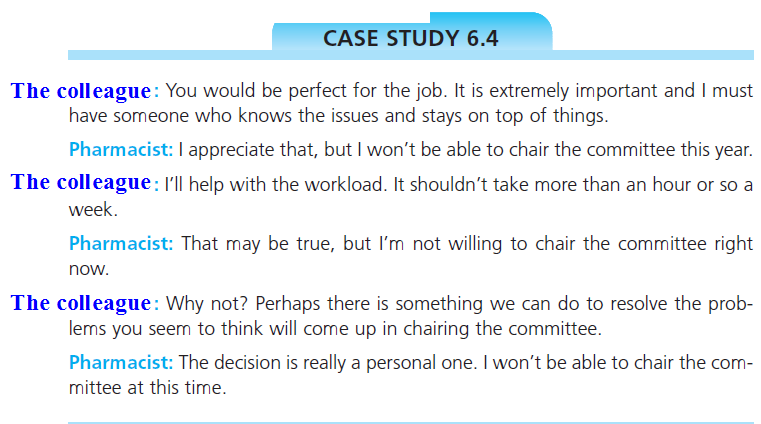 CASE STUDY 6.4
The colleague: You would be perfect for the job. It is extremely important and I must
have someone who knows the issues and stays on top of things.
Pharmacist: I appreciate that, but I won't be able to chair the committee this year.
The colleague: I'll help with the workload. It shouldn't take more than an hour or so a
week.
Pharmacist: That may be true, but I'm not willing to chair the committee right
now.
The colleague: Why not? Perhaps there is something we can do to resolve the prob-
lems you seem to think will come up in chairing the committee.
Pharmacist: The decision is really a personal one. I won't be able to chair the com-
mittee at this time.